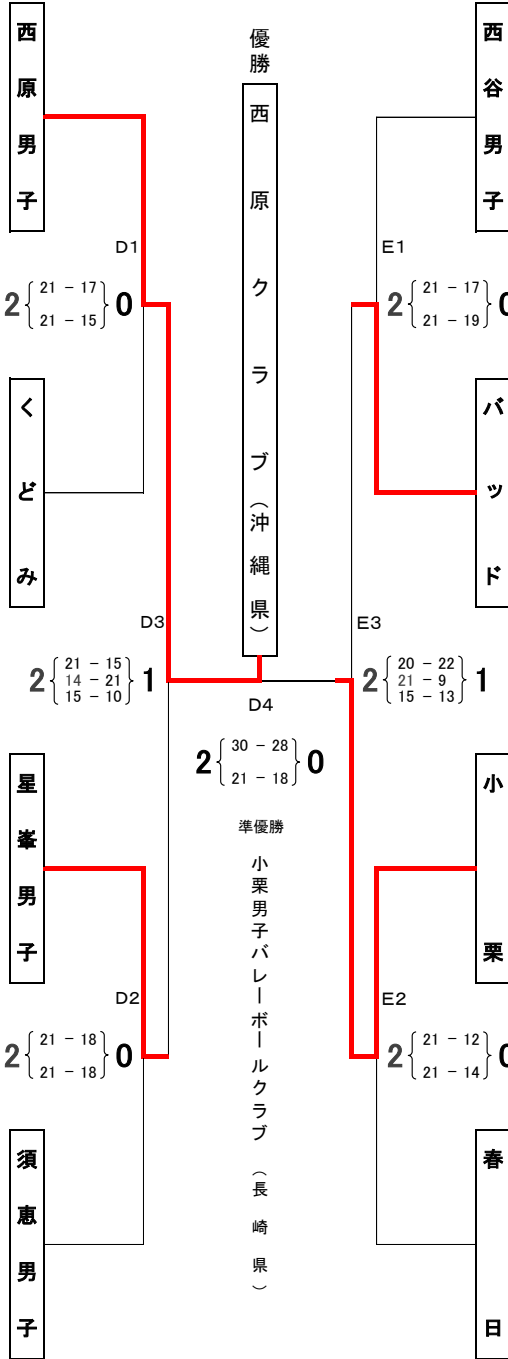 西原男子
優勝
西原クラブ(沖縄県)
西谷男子
D1
2 { 21 - 17 } 0
21 - 15
E1
2 { 21 - 17 } 0
21 - 19
くどみ
バッド
D3
2 { 21 - 15 } 1
14 - 21
15 - 10
E3
2 { 20 - 22 } 1
21 - 9
15 - 13
D4
2 { 30 - 28 } 0
21 - 18
星峯男子
準優勝
小栗男子バレーボールクラブ(長崎県)
小栗
D2
2 { 21 - 18 } 0
21 - 18
E2
2 { 21 - 12 } 0
21 - 14
須恵男子
春日